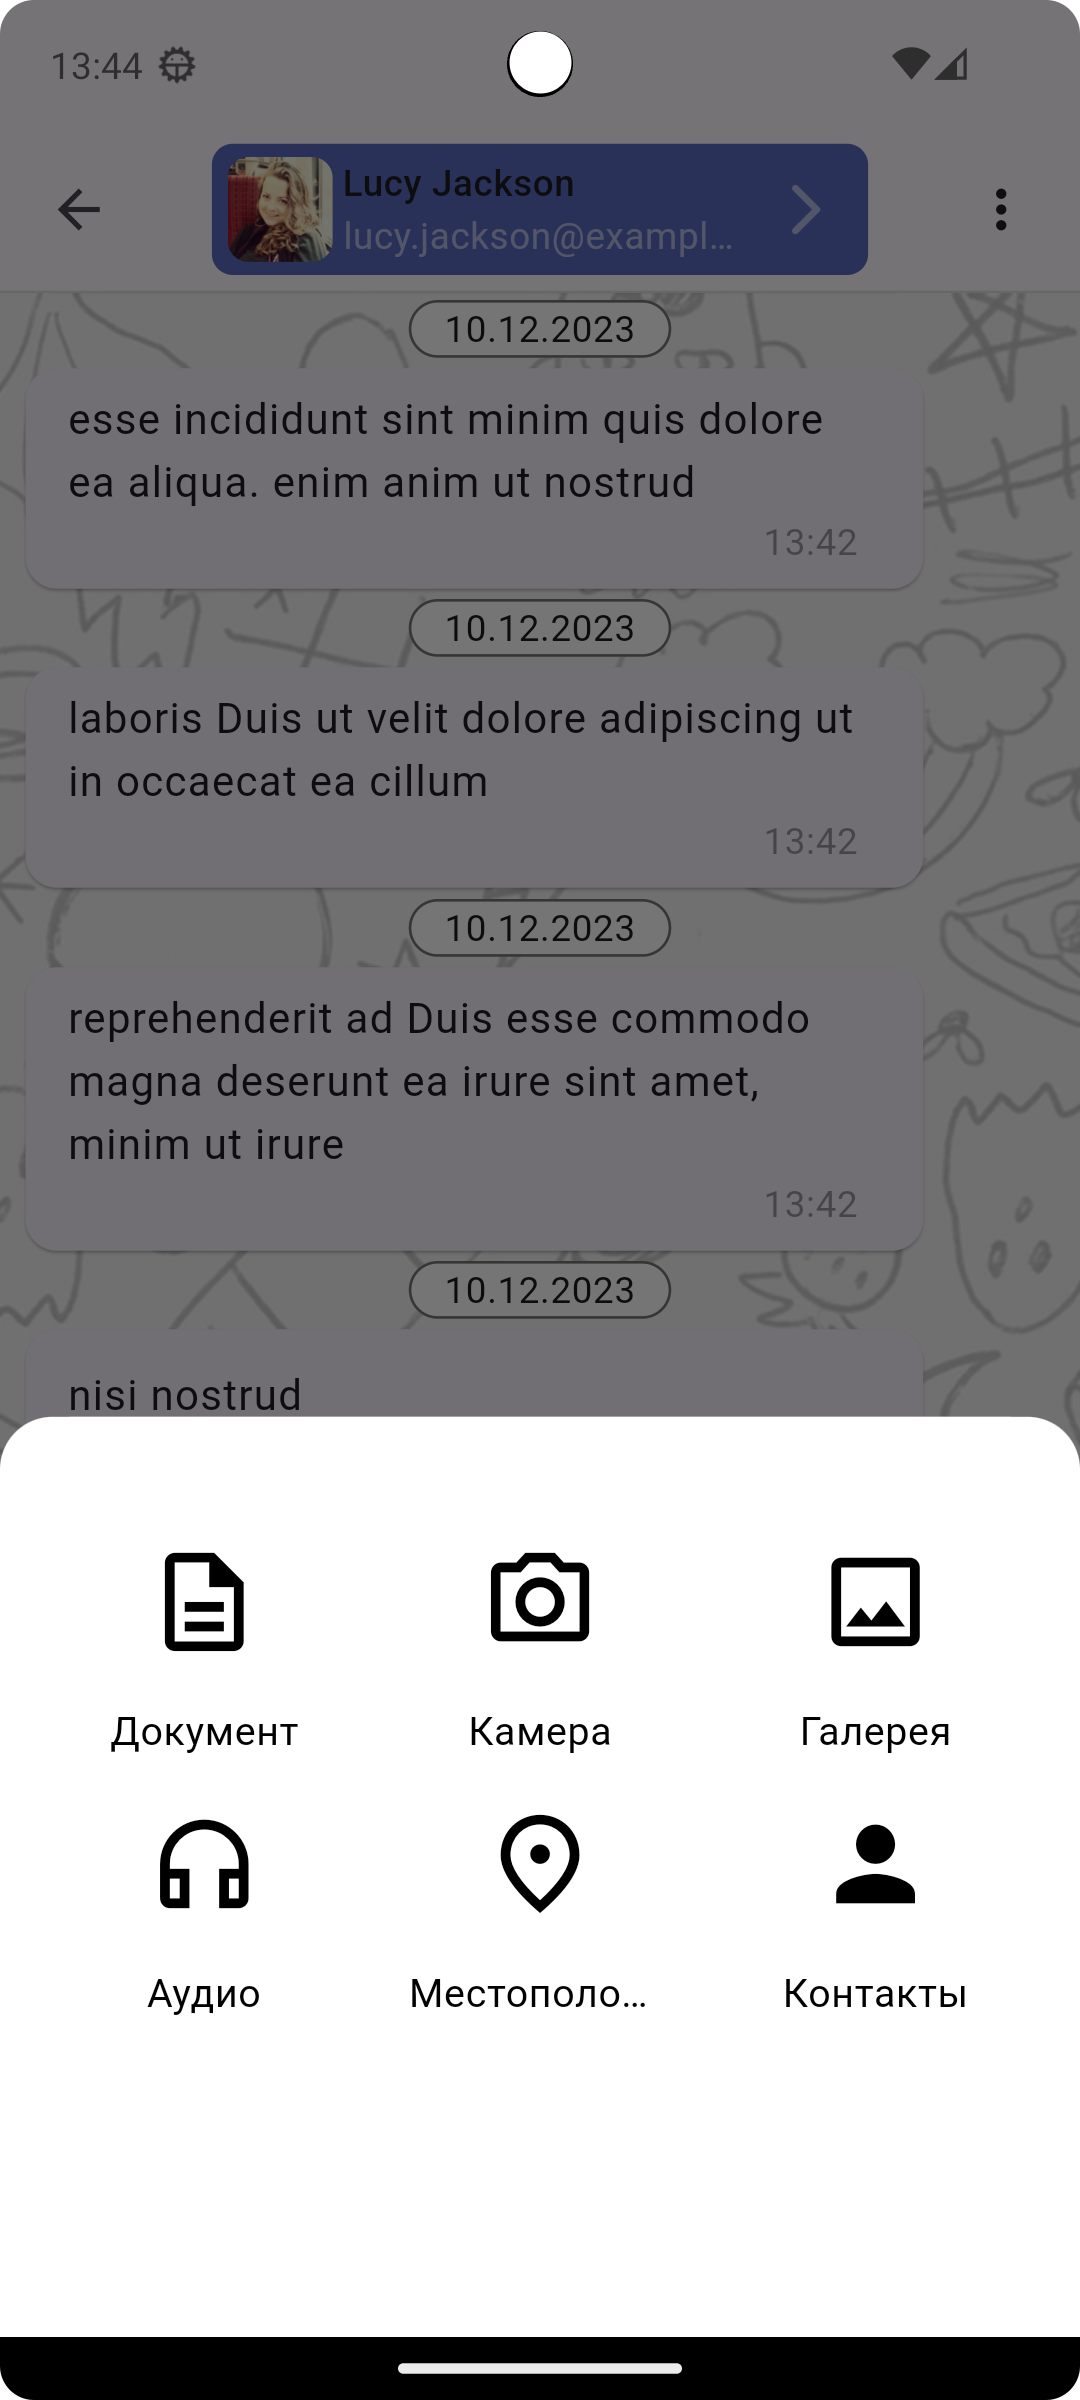 13:44
Lucy Jackson
lucy.jackson@exampl...
10.12.2023
esse incididunt sint minim quis dolore
ea aliqua. enim anim ut nostrud
13:42
10.12.2023
laboris Duis ut velit dolore adipiscing ut
in occaecat ea cillum
13:42
10.12.2023
reprehenderit ad Duis esse commodo
magna deserunt ea irure sint amet,
minim ut irure
13:42
10.12.2023
nisi nostrud
Документ
Камера
Галерея
Аудио
Местополо...
Контакты